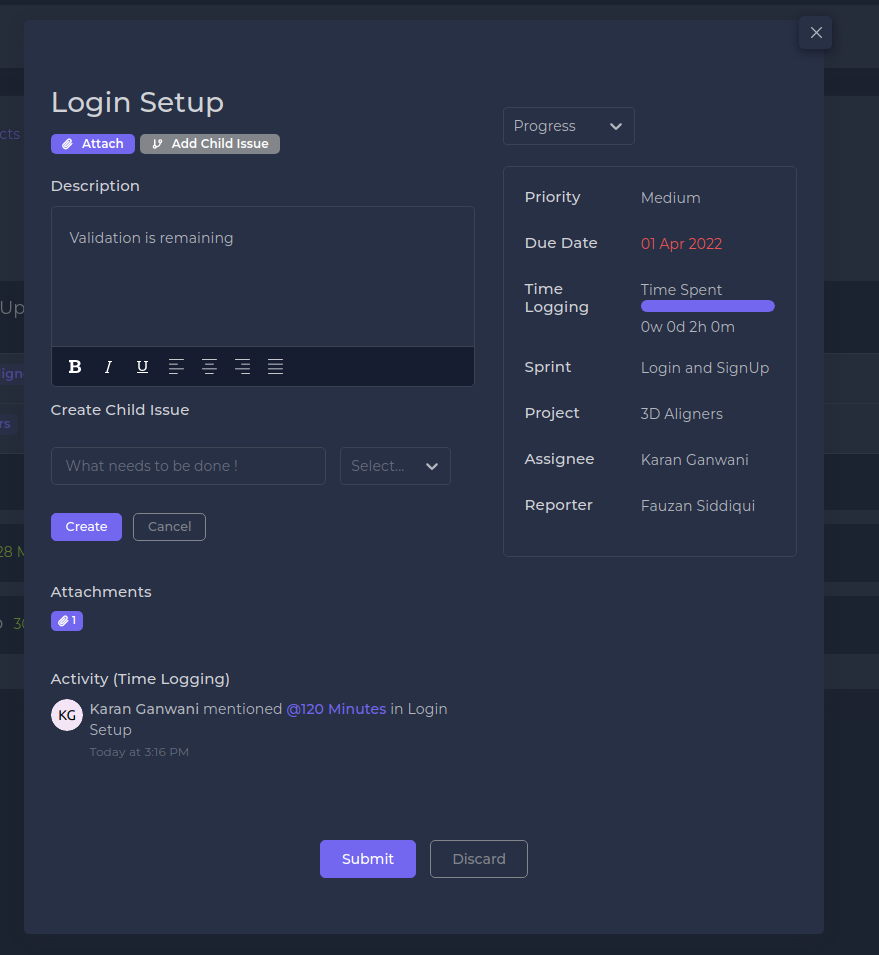 Login Setup
Attach
Add Child Issue
Description
Validation is remaining
B I U
Create Child Issue
What needs to be done !
Select...
Create
Cancel
Attachments
1
Activity (Time Logging)
KG
Karan Ganwani mentioned @120 Minutes in Login
Setup
Today at 3:16 PM
Progress
Priority
Medium
Due Date
01 Apr 2022
Time
Logging
Time Spent
0w 0d 2h 0m
Sprint
Login and SignUp
Project
3D Aligners
Assignee
Karan Ganwani
Reporter
Fauzan Siddiqui
Submit
Discard